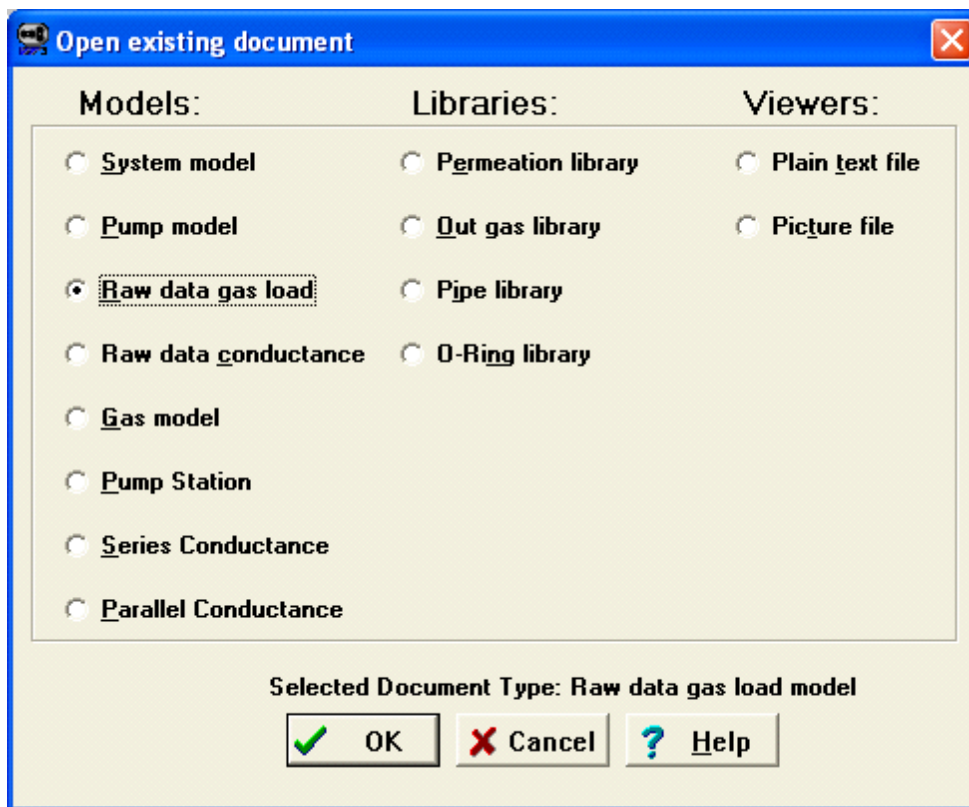 Open existing document
Models: Libraries: Viewers:
System model Permeation library Plain text file
Pump model Out gas library Picture file
Raw data gas load Pipe library
Raw data conductance O-Ring library
Gas model
Pump Station
Series Conductance
Parallel Conductance
Selected Document Type: Raw data gas load model
OK Cancel ? Help